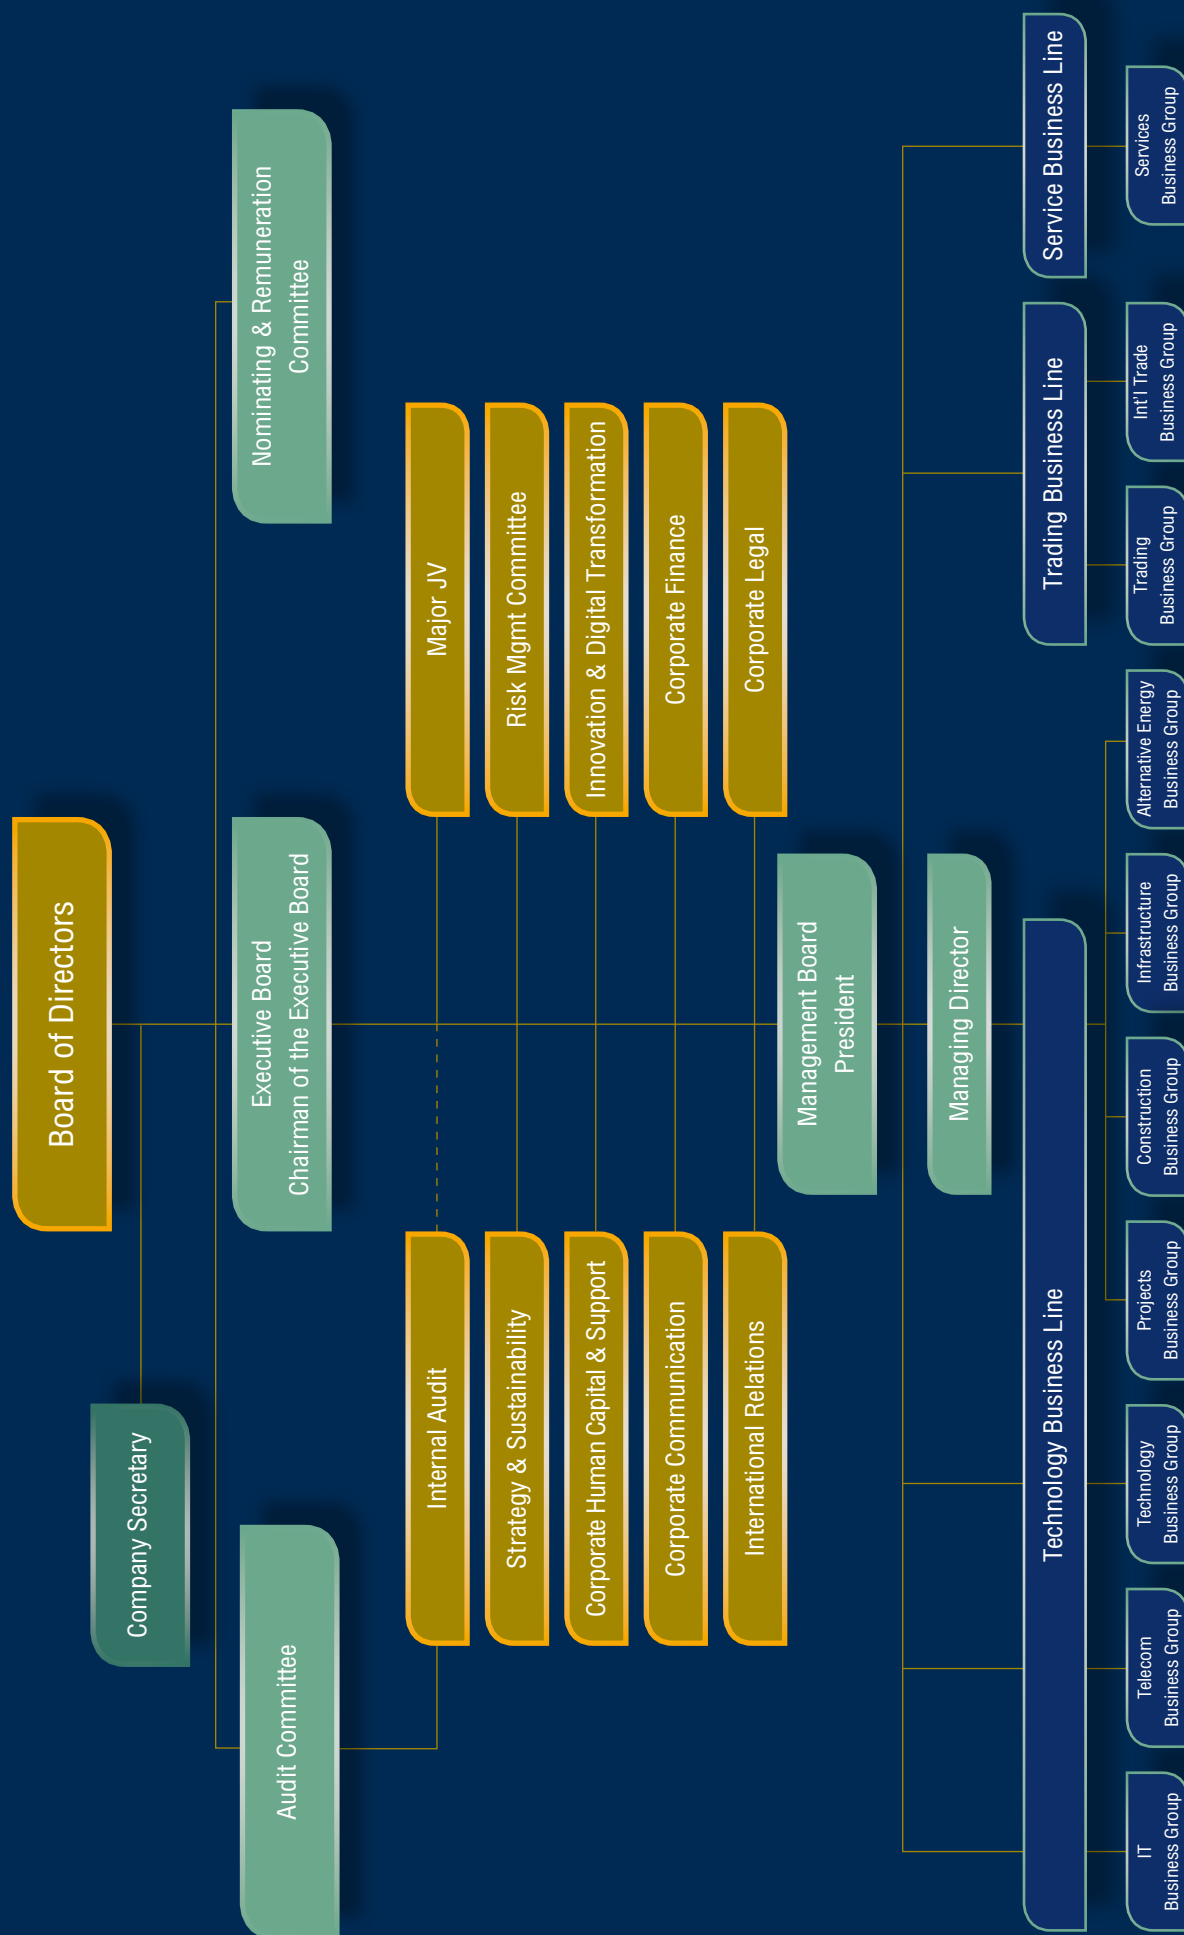 Board of Directors
Company Secretary
Audit Committee
Executive Board
Chairman of the Executive Board
Nominating & Remuneration
Committee
Internal Audit
Major JV
Strategy & Sustainability
Risk Mgmt Committee
Corporate Human Capital & Support
Innovation & Digital Transformation
Corporate Communication
Corporate Finance
International Relations
Corporate Legal
Management Board
President
Managing Director
Technology Business Line
Trading Business Line
Service Business Line
IT
Business Group
Telecom
Business Group
Technology
Business Group
Projects
Business Group
Construction
Business Group
Infrastructure
Business Group
Alternative Energy
Business Group
Trading
Business Group
Int'l Trade
Business Group
Services
Business Group